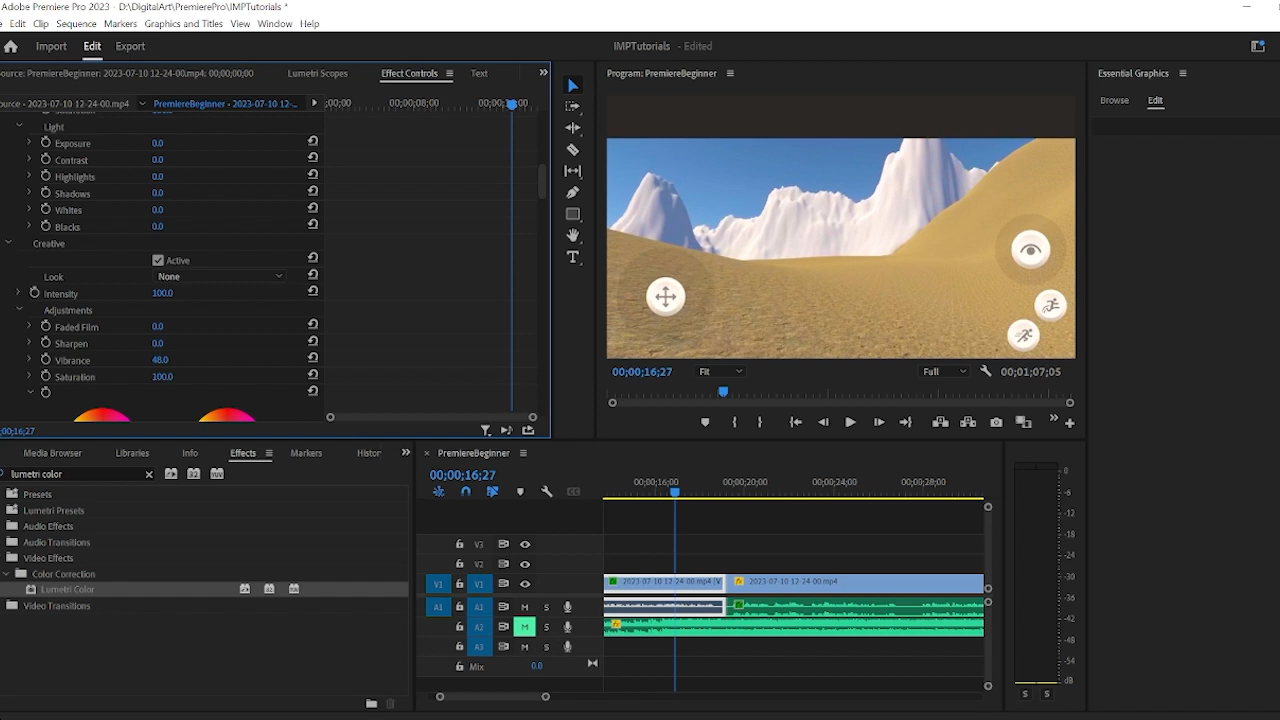 Adobe Premiere Pro 2023 - D:\DigitalArt\PremierePro\IMPTutorials *
Edit Clip Sequence Markers Graphics and Titles View Window Help
Import Edit Export
IMPTutorials - Edited
ource: PremiereBeginner: 2023-07-10 12-24-00.mp4: 00;00;00;00
Lumetri Scopes
Effect Controls
Text
Program: PremiereBeginner
Essential Graphics
ource - 2023-07-10 12-24-00.mp4
PremiereBeginner - 2023-07-10 12-...
;00;00
00;00;08;00
Browse
Edit
Light
Exposure 0.0
Contrast 0.0
Highlights 0.0
Shadows 0.0
Whites 0.0
Blacks 0.0
Creative
Active
Look None
Intensity 100.0
Adjustments
Faded Film 0.0
Sharpen 0.0
Vibrance 48.0
Saturation 100.0
;00;16;27
00;00;16;27
Fit
Full
00;01;07;05
Media Browser
Libraries
Info
Effects
Markers
Histor
lumetri color
Presets
Lumetri Presets
Audio Effects
Audio Transitions
Video Effects
Color Correction
Lumetri Color
Video Transitions
PremiereBeginner
00;00;16;27
00;00;16;00
00;00;20;00
00;00;24;00
00;00;28;00
V3
V2
V1 V1
2023-07-10 12-24-00.mp4 [V
2023-07-10 12-24-00.mp4
A1 A1 M S
A2 M S
A3 M S
Mix 0.0
0
-6
-12
-18
-24
-30
-36
-42
-48
-54
dB
S S